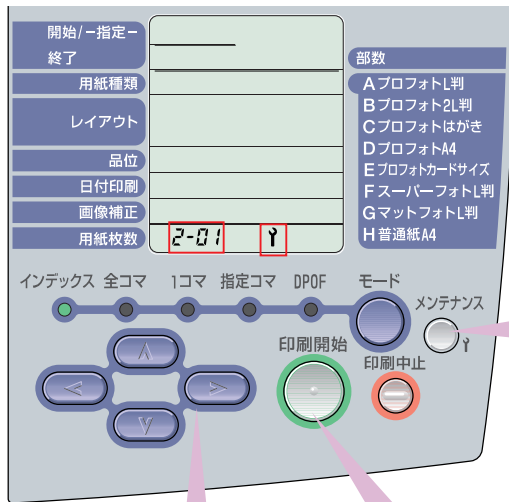 開始/−指定−
終了
用紙種類
レイアウト
品位
日付印刷
画像補正
用紙枚数
2-01
部数
AプロフォトL判
Bプロフォト2L判
Cプロフォトはがき
DプロフォトA4
Eプロフォトカードサイズ
FスーパーフォトL判
GマットフォトL判
H普通紙A4
インデックス 全コマ 1コマ 指定コマ DPOF モード
メンテナンス
印刷開始
印刷中止